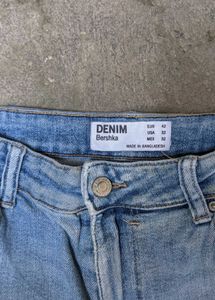 DENIM
Bershka
EUR 42
USA 32
MEX 32
MADE IN BANGLADESH